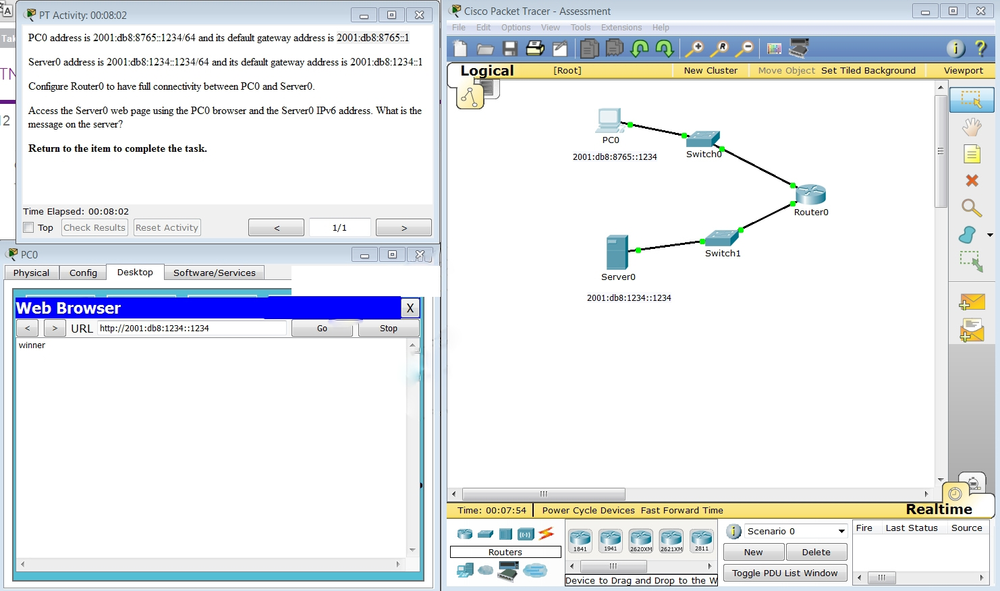 PT Activity: 00:08:02
PC0 address is 2001:db8:8765::1234/64 and its default gateway address is 2001:db8:8765::1
Server0 address is 2001:db8:1234::1234/64 and its default gateway address is 2001:db8:1234::1
Configure Router0 to have full connectivity between PC0 and Server0.
Access the Server0 web page using the PC0 browser and the Server0 IPv6 address. What is the
message on the server?
Return to the item to complete the task.
Time Elapsed: 00:08:02
Top Check Results Reset Activity < 1/1 >
Tak
TN
12
PC0
Physical Config Desktop Software/Services
Web Browser X
< > URL http://2001:db8:1234::1234 Go Stop
winner
Cisco Packet Tracer - Assessment
File Edit Options View Tools Extensions Help
Logical [Root] New Cluster Move Object Set Tiled Background Viewport
PC0
2001:db8:8765::1234
Switch0
Router0
Switch1
Server0
2001:db8:1234::1234
Time: 00:07:54 Power Cycle Devices Fast Forward Time Realtime
Routers
1841 1941 2620XM 2621XM 2811
Device to Drag and Drop to the W
Scenario 0
New Delete
Toggle PDU List Window
Fire Last Status Source